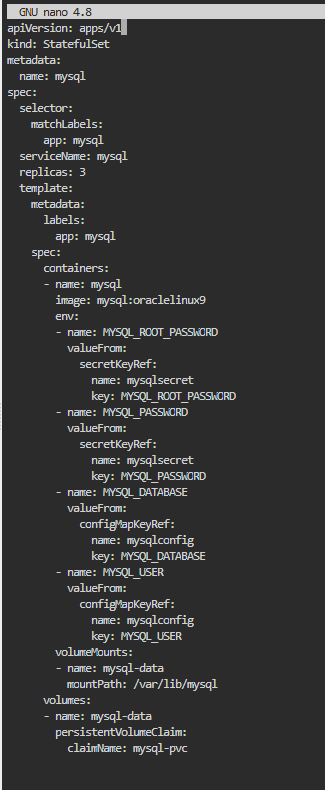 GNU nano 4.8
apiVersion: apps/v1
kind: StatefulSet
metadata:
  name: mysql
spec:
  selector:
    matchLabels:
      app: mysql
  serviceName: mysql
  replicas: 3
  template:
    metadata:
      labels:
        app: mysql
    spec:
      containers:
      - name: mysql
        image: mysql:oraclelinux9
        env:
        - name: MYSQL_ROOT_PASSWORD
          valueFrom:
            secretKeyRef:
              name: mysqlsecret
              key: MYSQL_ROOT_PASSWORD
        - name: MYSQL_PASSWORD
          valueFrom:
            secretKeyRef:
              name: mysqlsecret
              key: MYSQL_PASSWORD
        - name: MYSQL_DATABASE
          valueFrom:
            configMapKeyRef:
              name: mysqlconfig
              key: MYSQL_DATABASE
        - name: MYSQL_USER
          valueFrom:
            configMapKeyRef:
              name: mysqlconfig
              key: MYSQL_USER
        volumeMounts:
        - name: mysql-data
          mountPath: /var/lib/mysql
      volumes:
      - name: mysql-data
        persistentVolumeClaim:
          claimName: mysql-pvc